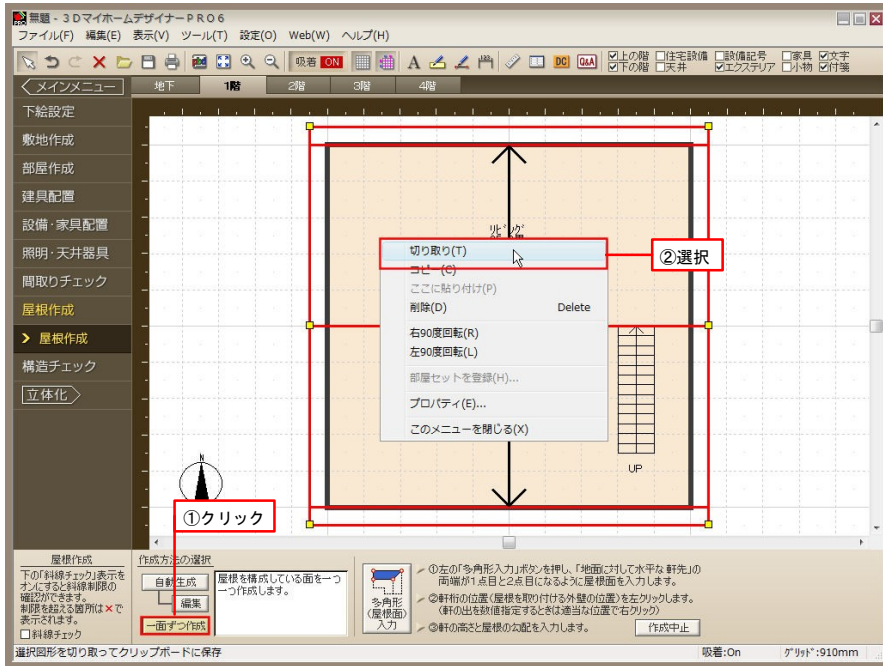 無題 - 3DマイホームデザイナーPRO6
ファイル(F) 編集(E) 表示(V) ツール(T) 設定(O) Web(W) ヘルプ(H)
吸着 ON A DC Q&A
☑上の階 ☐住宅設備 ☐設備記号 ☐家具 ☑文字
☑下の階 ☐天井 ☑エクステリア ☐小物 ☑付箋
メインメニュー
地下 1階 2階 3階 4階
下絵設定
敷地作成
部屋作成
建具配置
設備・家具配置
照明・天井器具
間取りチェック
屋根作成
> 屋根作成
構造チェック
立体化
リビング
切り取り(T)
コピー(C)
ここに貼り付け(P)
削除(D) Delete
右90度回転(R)
左90度回転(L)
部屋セットを登録(H)...
プロパティ(E)...
このメニューを閉じる(X)
②選択
UP
N
①クリック
屋根作成
下の「斜線チェック」表示を
オンにすると斜線制限の
確認ができます。
制限を超える箇所は×で
表示されます。
☐斜線チェック
作成方法の選択
自動生成
編集
一面ずつ作成
屋根を構成している面を一つ
一つ作成します。
多角形
(屋根面)
入力
①左の「多角形入力」ボタンを押し、「地面に対して水平な軒先」の
両端が1点目と2点目になるように屋根面を入力します。
②軒桁の位置(屋根を取り付ける外壁の位置)を左クリックします。
(軒の出を数値指定するときは適当な位置で右クリック)
③軒の高さと屋根の勾配を入力します。
作成中止
選択図形を切り取ってクリップボードに保存
吸着:On グリッド:910mm